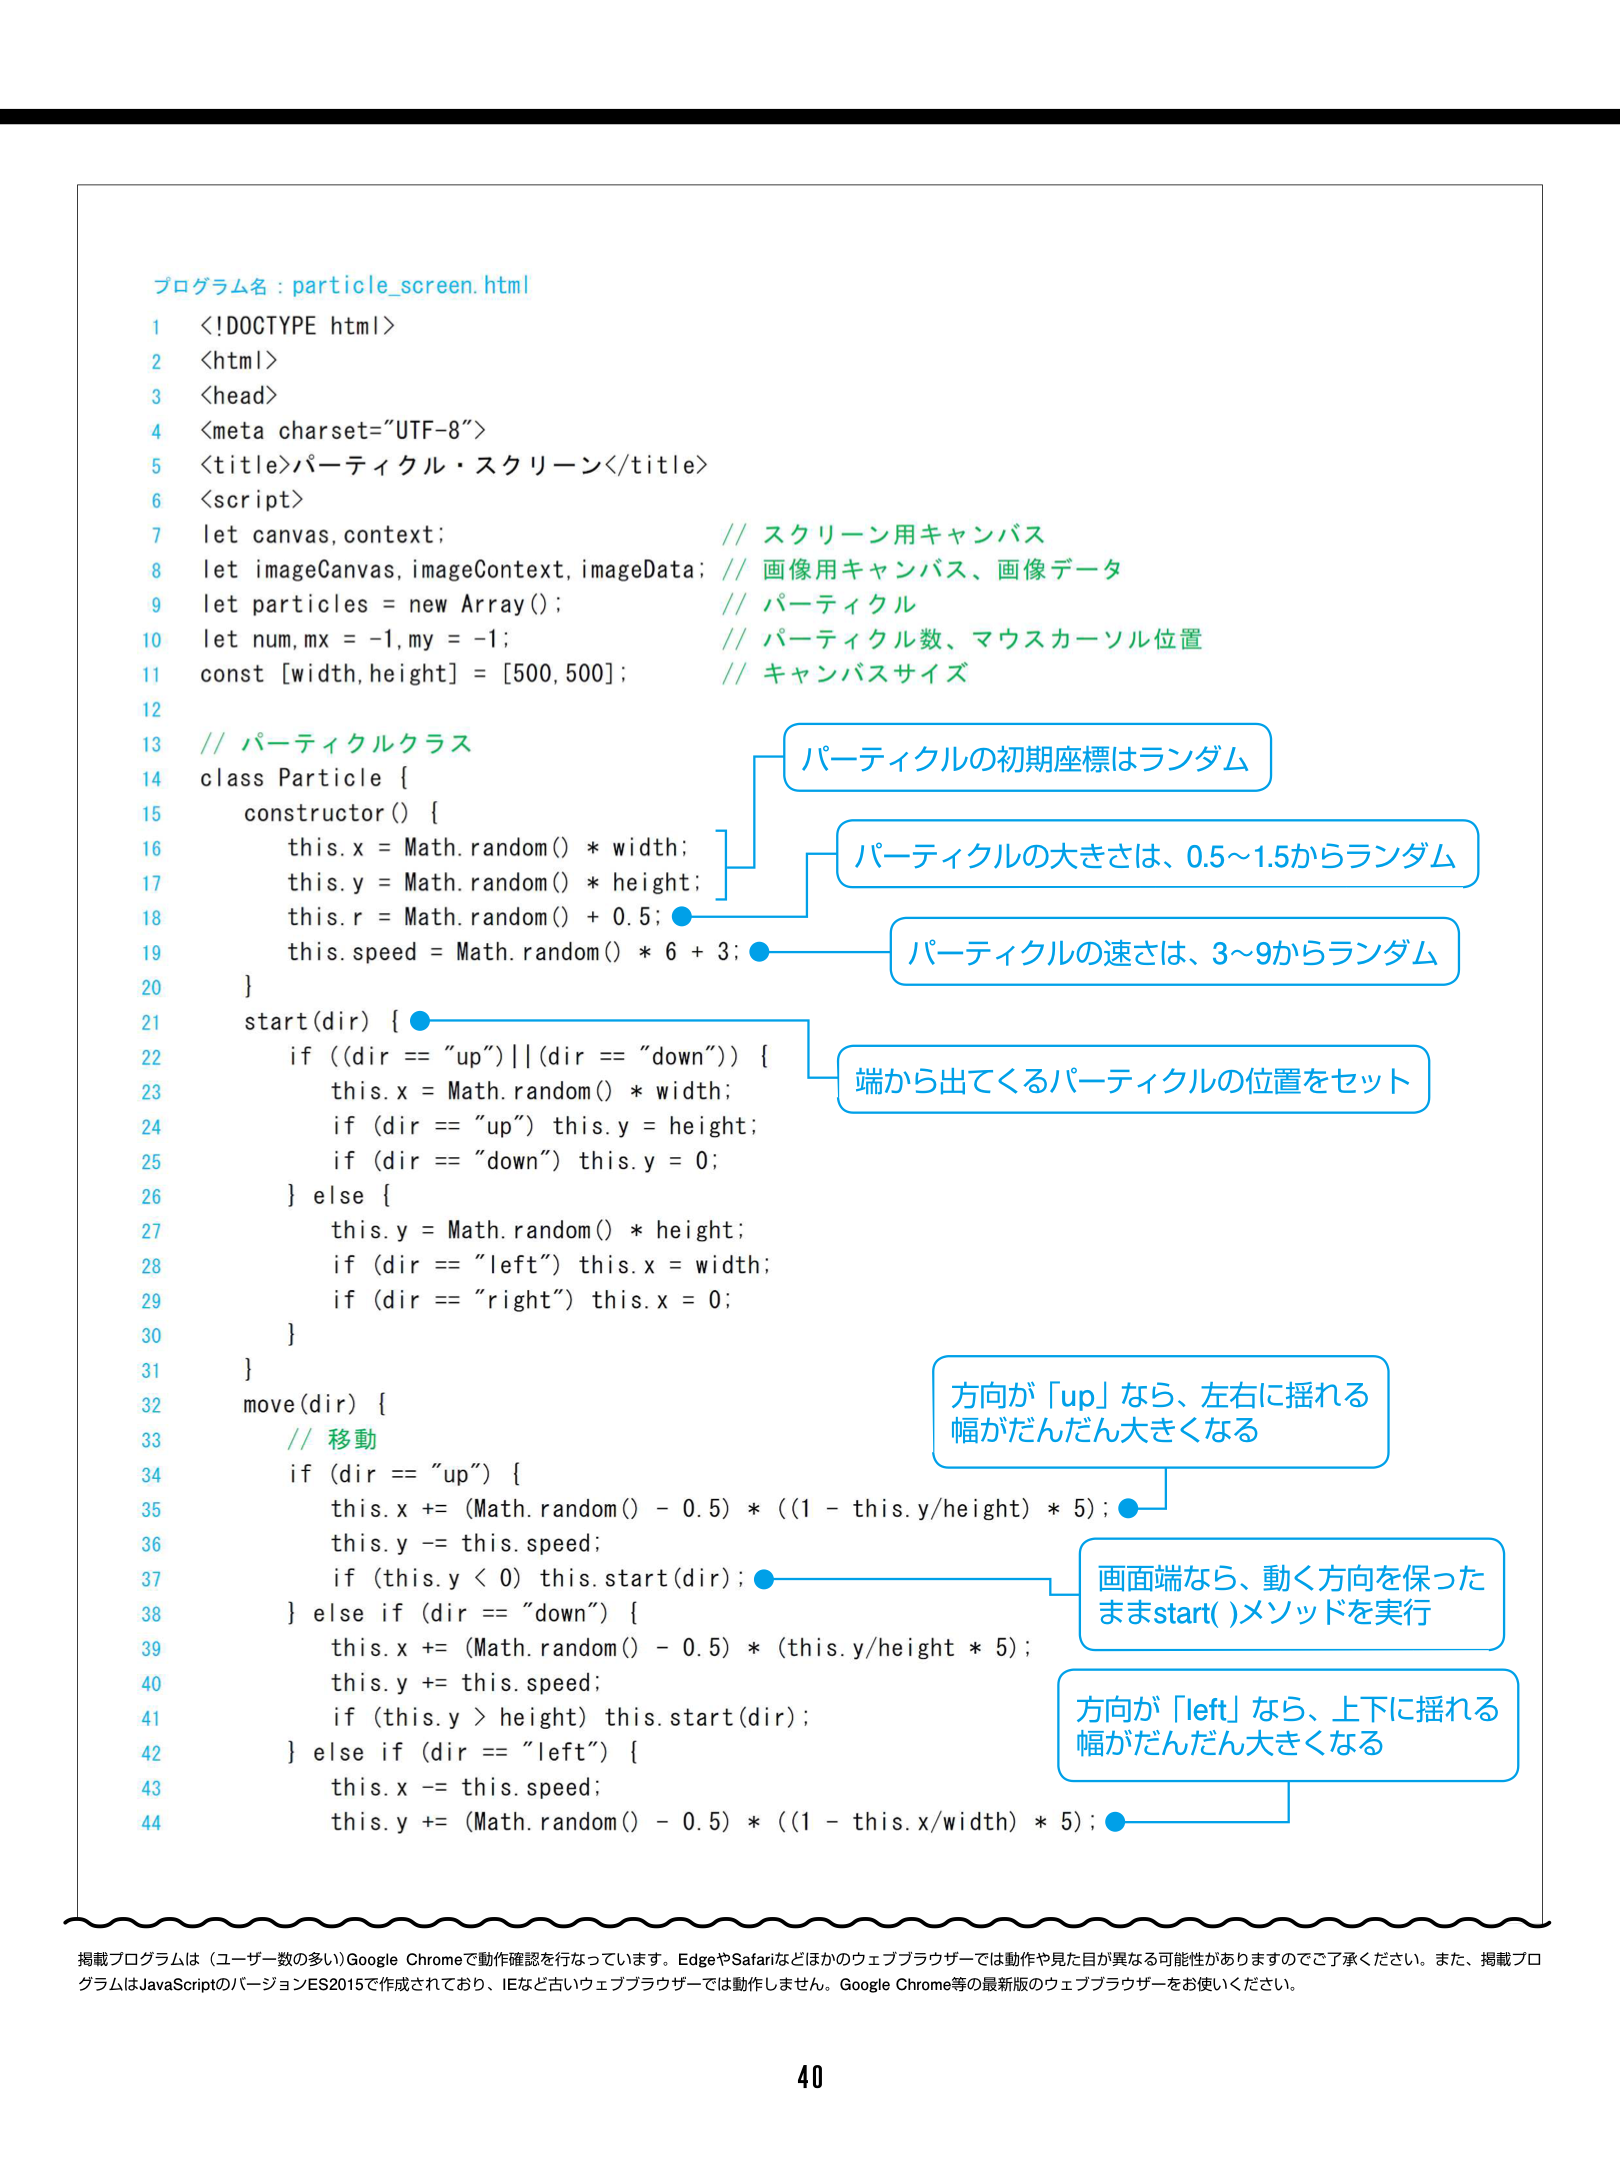 プログラム名：particle_screen.html
1 <!DOCTYPE html>
2 <html>
3 <head>
4 <meta charset="UTF-8">
5 <title>パーティクル・スクリーン</title>
6 <script>
7 let canvas,context; // スクリーン用キャンバス
8 let imageCanvas,imageContext,imageData; // 画像用キャンバス、画像データ
9 let particles = new Array(); // パーティクル
10 let num,mx = -1,my = -1; // パーティクル数、マウスカーソル位置
11 const [width,height] = [500,500]; // キャンバスサイズ
12
13 // パーティクルクラス
パーティクルの初期座標はランダム
14 class Particle {
15 constructor() {
16 this.x = Math.random() * width;
パーティクルの大きさは、0.5〜1.5からランダム
17 this.y = Math.random() * height;
18 this.r = Math.random() + 0.5;
19 this.speed = Math.random() * 6 + 3;
パーティクルの速さは、3〜9からランダム
20 }
21 start(dir) {
22 if ((dir == "up")||(dir == "down")) {
23 this.x = Math.random() * width;
端から出てくるパーティクルの位置をセット
24 if (dir == "up") this.y = height;
25 if (dir == "down") this.y = 0;
26 } else {
27 this.y = Math.random() * height;
28 if (dir == "left") this.x = width;
29 if (dir == "right") this.x = 0;
30 }
31 }
32 move(dir) {
方向が「up」なら、左右に揺れる
幅がだんだん大きくなる
33 // 移動
34 if (dir == "up") {
35 this.x += (Math.random() - 0.5) * ((1 - this.y/height) * 5);
36 this.y -= this.speed;
37 if (this.y < 0) this.start(dir);
画面端なら、動く方向を保った
ままstart( )メソッドを実行
38 } else if (dir == "down") {
39 this.x += (Math.random() - 0.5) * (this.y/height * 5);
40 this.y += this.speed;
41 if (this.y > height) this.start(dir);
方向が「left」なら、上下に揺れる
幅がだんだん大きくなる
42 } else if (dir == "left") {
43 this.x -= this.speed;
44 this.y += (Math.random() - 0.5) * ((1 - this.x/width) * 5);
掲載プログラムは（ユーザー数の多い）Google Chromeで動作確認を行なっています。EdgeやSafariなどほかのウェブブラウザーでは動作や見た目が異なる可能性がありますのでご了承ください。また、掲載プロ
グラムはJavaScriptのバージョンES2015で作成されており、IEなど古いウェブブラウザーでは動作しません。Google Chrome等の最新版のウェブブラウザーをお使いください。
40